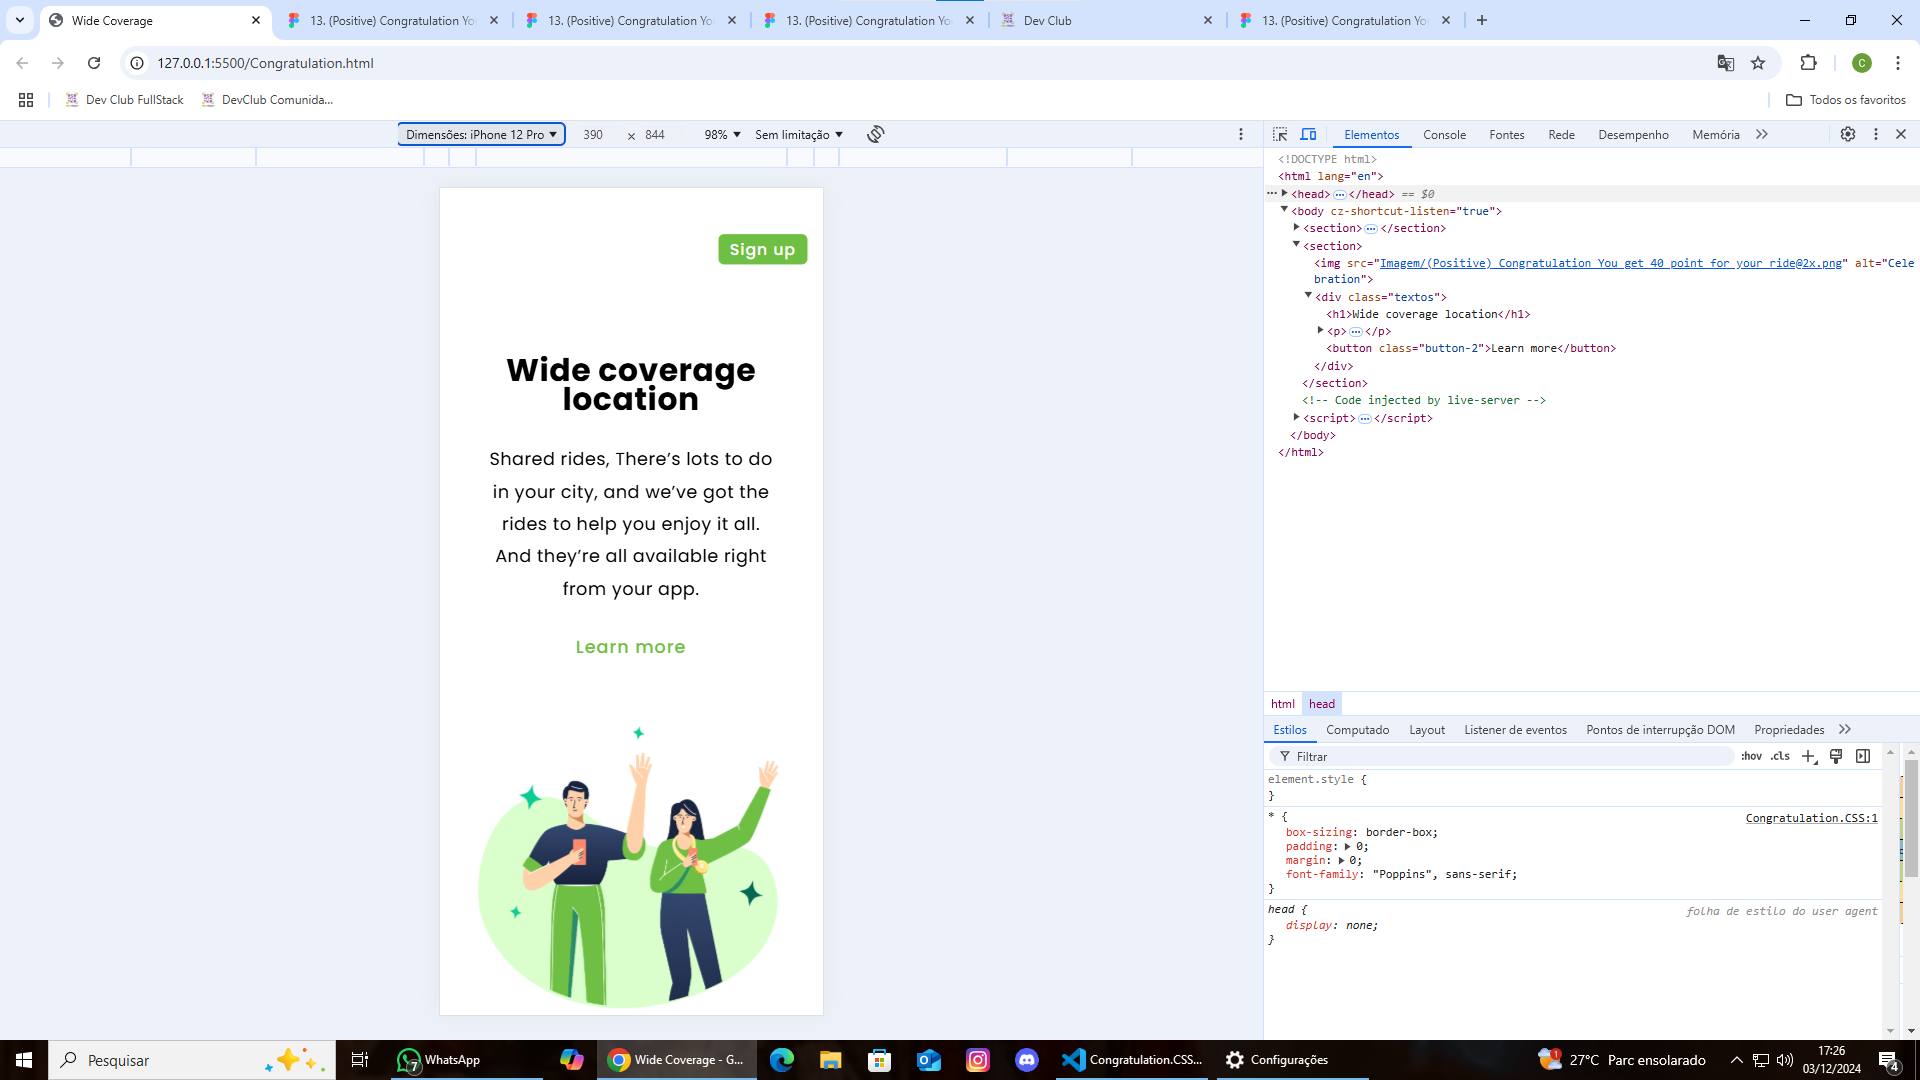 Wide Coverage
13. (Positive) Congratulation Yo
13. (Positive) Congratulation Yo
13. (Positive) Congratulation Yo
Dev Club
13. (Positive) Congratulation Yo
127.0.0.1:5500/Congratulation.html
C
Dev Club FullStack
DevClub Comunida...
Todos os favoritos
Dimensões: iPhone 12 Pro
390
×
844
98%
Sem limitação
Elementos
Console
Fontes
Rede
Desempenho
Memória
Sign up
Wide coverage
location
Shared rides, There's lots to do
in your city, and we've got the
rides to help you enjoy it all.
And they're all available right
from your app.
Learn more
<!DOCTYPE html>
<html lang="en">
<head>…</head> == $0
<body cz-shortcut-listen="true">
<section>…</section>
<section>
<img src="Imagem/(Positive)_Congratulation_You_get_40_point_for_your_ride@2x.png" alt="Cele
bration">
<div class="textos">
<h1>Wide coverage location</h1>
<p>…</p>
<button class="button-2">Learn more</button>
</div>
</section>
<!-- Code injected by live-server -->
<script>…</script>
</body>
</html>
html
head
Estilos
Computado
Layout
Listener de eventos
Pontos de interrupção DOM
Propriedades
Filtrar
:hov
.cls
element.style {
}
* {
Congratulation.CSS:1
box-sizing: border-box;
padding: 0;
margin: 0;
font-family: "Poppins", sans-serif;
}
head {
folha de estilo do user agent
display: none;
}
Pesquisar
7
WhatsApp
Wide Coverage - G...
Congratulation.CSS...
Configurações
1
27°C
Parc ensolarado
17:26
03/12/2024
4